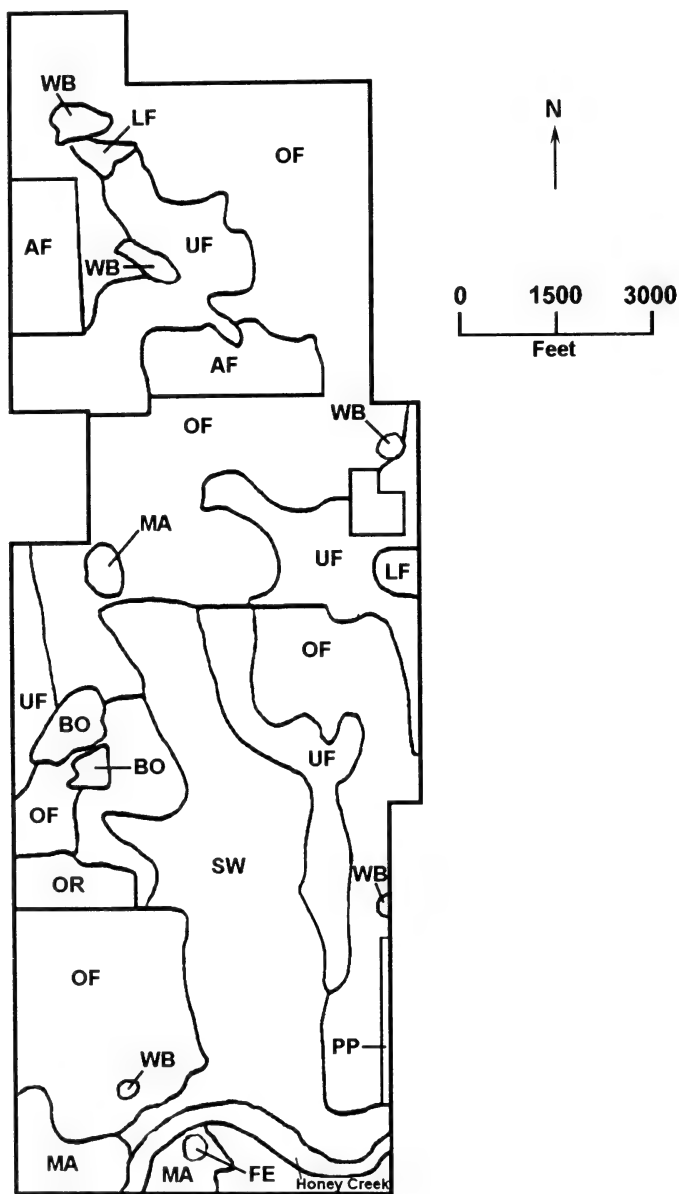 WB
LF
N
OF
AF
UF
WB
0 1500 3000
Feet
AF
WB
OF
MA
UF
LF
OF
UF
BO
UF
BO
OF
SW
WB
OR
OF
PP
WB
MA
MA
FE
Honey Creek